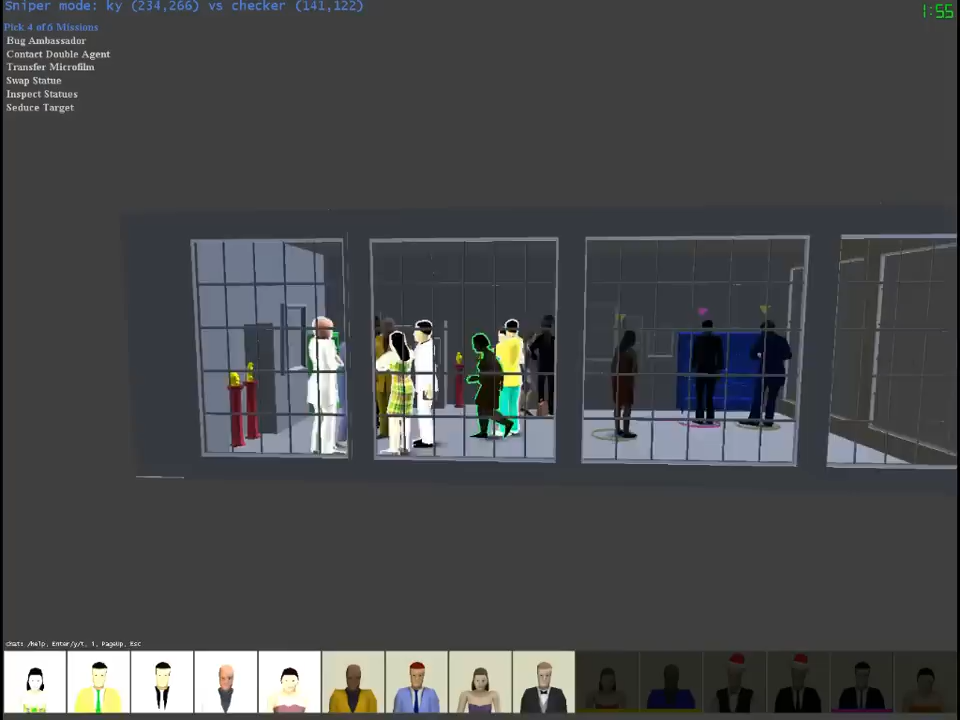 Sniper mode: ky (234,266) vs checker (141,122)
1:55
Pick 4 of 6 Missions
Bug Ambassador
Contact Double Agent
Transfer Microfilm
Swap Statue
Inspect Statues
Seduce Target
chat: /help, Enter/y/t, 1, PageUp, Esc